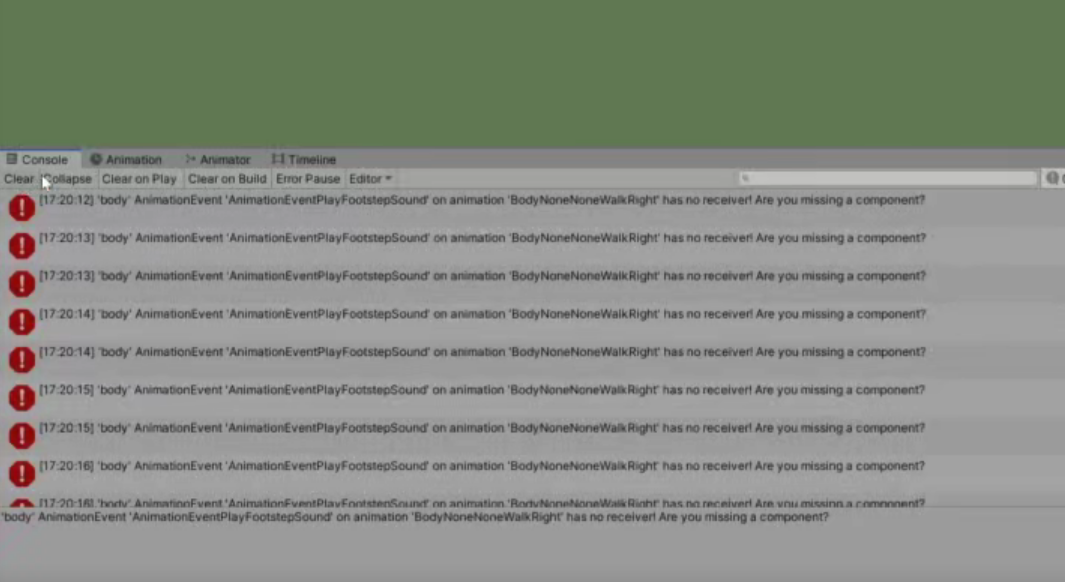 Console Animation Animator Timeline
Clear Collapse Clear on Play Clear on Build Error Pause Editor
[17:20:12] 'body' AnimationEvent 'AnimationEventPlayFootstepSound' on animation 'BodyNoneNoneWalkRight' has no receiver! Are you missing a component?
[17:20:13] 'body' AnimationEvent 'AnimationEventPlayFootstepSound' on animation 'BodyNoneNoneWalkRight' has no receiver! Are you missing a component?
[17:20:13] 'body' AnimationEvent 'AnimationEventPlayFootstepSound' on animation 'BodyNoneNoneWalkRight' has no receiver! Are you missing a component?
[17:20:14] 'body' AnimationEvent 'AnimationEventPlayFootstepSound' on animation 'BodyNoneNoneWalkRight' has no receiver! Are you missing a component?
[17:20:14] 'body' AnimationEvent 'AnimationEventPlayFootstepSound' on animation 'BodyNoneNoneWalkRight' has no receiver! Are you missing a component?
[17:20:15] 'body' AnimationEvent 'AnimationEventPlayFootstepSound' on animation 'BodyNoneNoneWalkRight' has no receiver! Are you missing a component?
[17:20:15] 'body' AnimationEvent 'AnimationEventPlayFootstepSound' on animation 'BodyNoneNoneWalkRight' has no receiver! Are you missing a component?
[17:20:16] 'body' AnimationEvent 'AnimationEventPlayFootstepSound' on animation 'BodyNoneNoneWalkRight' has no receiver! Are you missing a component?
[17:20:16] 'body' AnimationEvent 'AnimationEventPlayFootstepSound' on animation 'BodyNoneNoneWalkRight' has no receiver! Are you missing a component?
'body' AnimationEvent 'AnimationEventPlayFootstepSound' on animation 'BodyNoneNoneWalkRight' has no receiver! Are you missing a component?